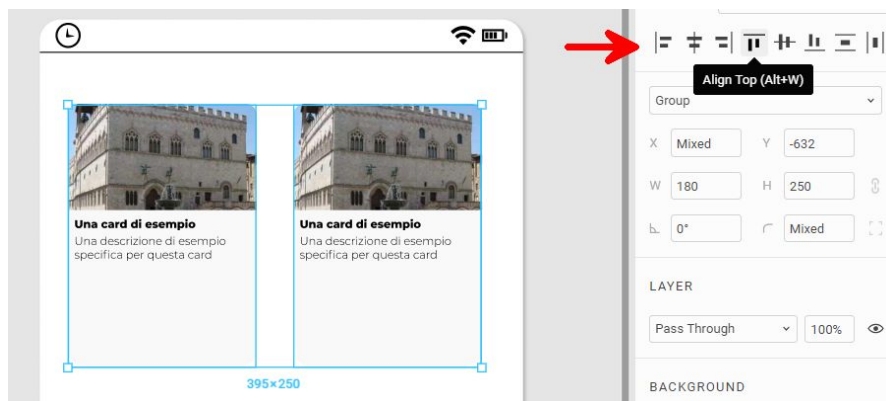 Align Top (Alt+W)
Group
X Mixed Y -632
W 180 H 250
0° Mixed
Una card di esempio
Una descrizione di esempio
specifica per questa card
Una card di esempio
Una descrizione di esempio
specifica per questa card
395×250
LAYER
Pass Through 100%
BACKGROUND